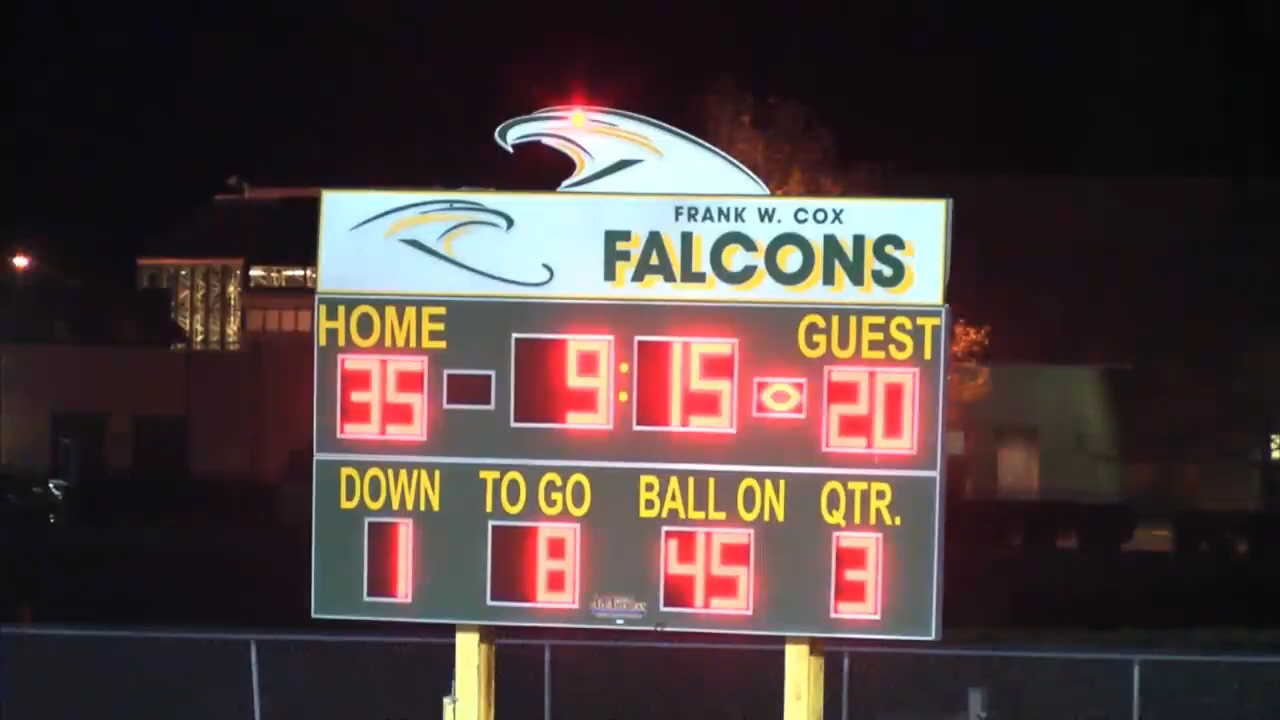 FRANK W. COX
FALCONS
HOME 9:15 GUEST
35 20
DOWN TO GO BALL ON QTR.
1 8 45 3